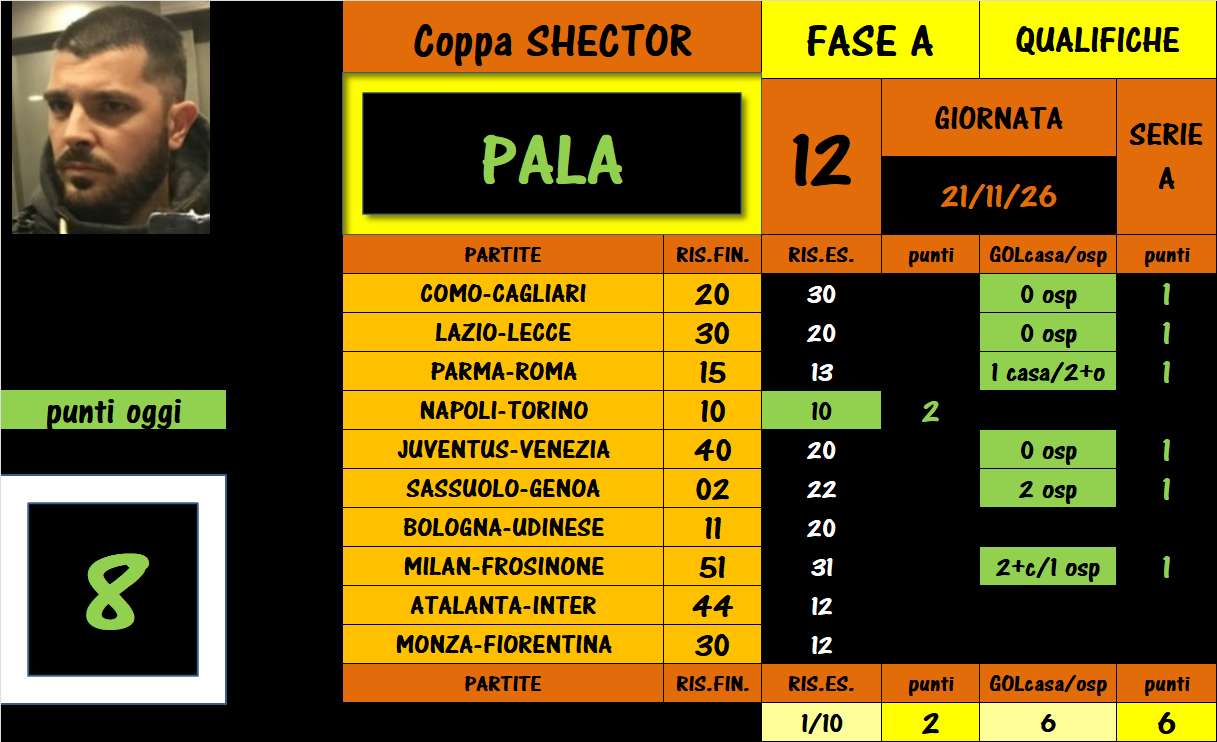 Coppa SHECTOR FASE A QUALIFICHE
PALA 12 GIORNATA SERIE A
21/11/26
PARTITE RIS.FIN. RIS.ES. punti GOLcasa/osp punti
COMO-CAGLIARI 20 30 0 osp 1
LAZIO-LECCE 30 20 0 osp 1
PARMA-ROMA 15 13 1 casa/2+o 1
punti oggi
NAPOLI-TORINO 10 10 2
JUVENTUS-VENEZIA 40 20 0 osp 1
SASSUOLO-GENOA 02 22 2 osp 1
BOLOGNA-UDINESE 11 20
MILAN-FROSINONE 51 31 2+c/1 osp 1
8
ATALANTA-INTER 44 12
MONZA-FIORENTINA 30 12
PARTITE RIS.FIN. RIS.ES. punti GOLcasa/osp punti
1/10 2 6 6